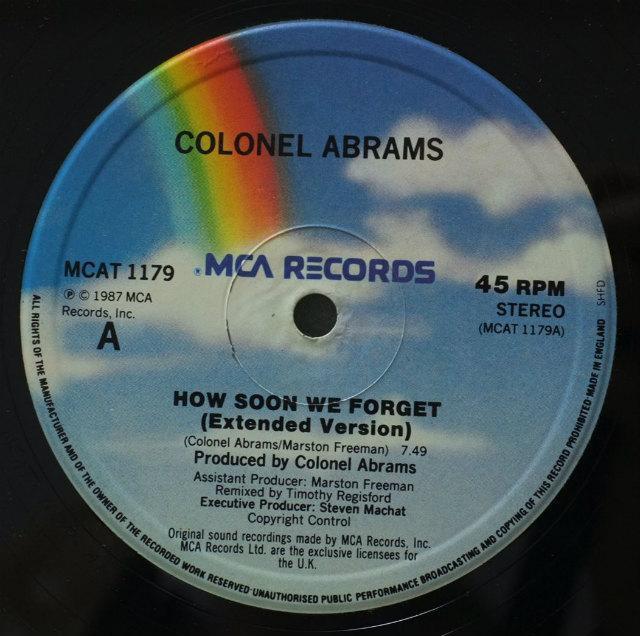 COLONEL ABRAMS
MCA RECORDS
MCAT 1179
℗ © 1987 MCA
Records, Inc.
A
45 RPM
STEREO
(MCAT 1179A)
SHFD
HOW SOON WE FORGET
(Extended Version)
(Colonel Abrams/Marston Freeman) 7.49
Produced by Colonel Abrams
Assistant Producer: Marston Freeman
Remixed by Timothy Regisford
Executive Producer: Steven Machat
Copyright Control
Original sound recordings made by MCA Records, Inc.
MCA Records Ltd. are the exclusive licensees for
the U.K.
ALL RIGHTS OF THE MANUFACTURER AND OF THE OWNER OF THE RECORDED WORK RESERVED·UNAUTHORISED PUBLIC PERFORMANCE BROADCASTING AND COPYING OF THIS RECORD PROHIBITED MADE IN ENGLAND